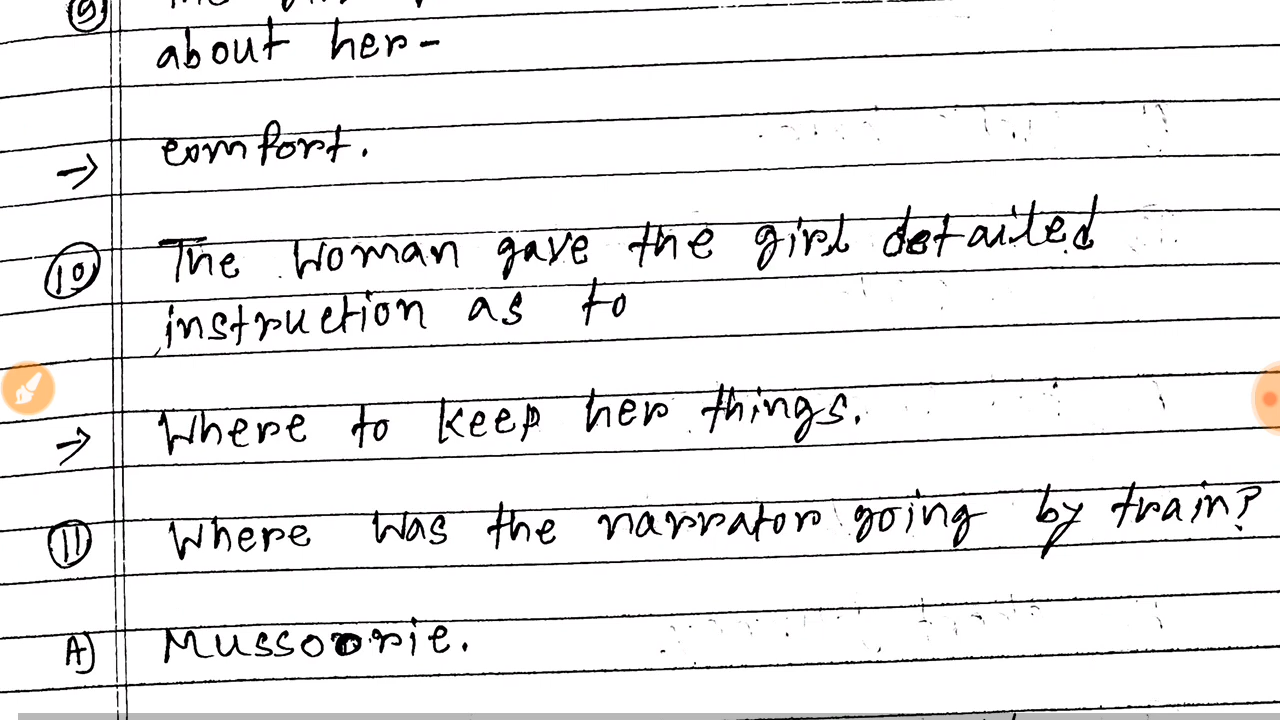 9
about her-
→ comfort.
10 The woman gave the girl detailed
instruction as to
→ Where to keep her things.
11 Where was the narrator going by train?
A) Mussoorie.